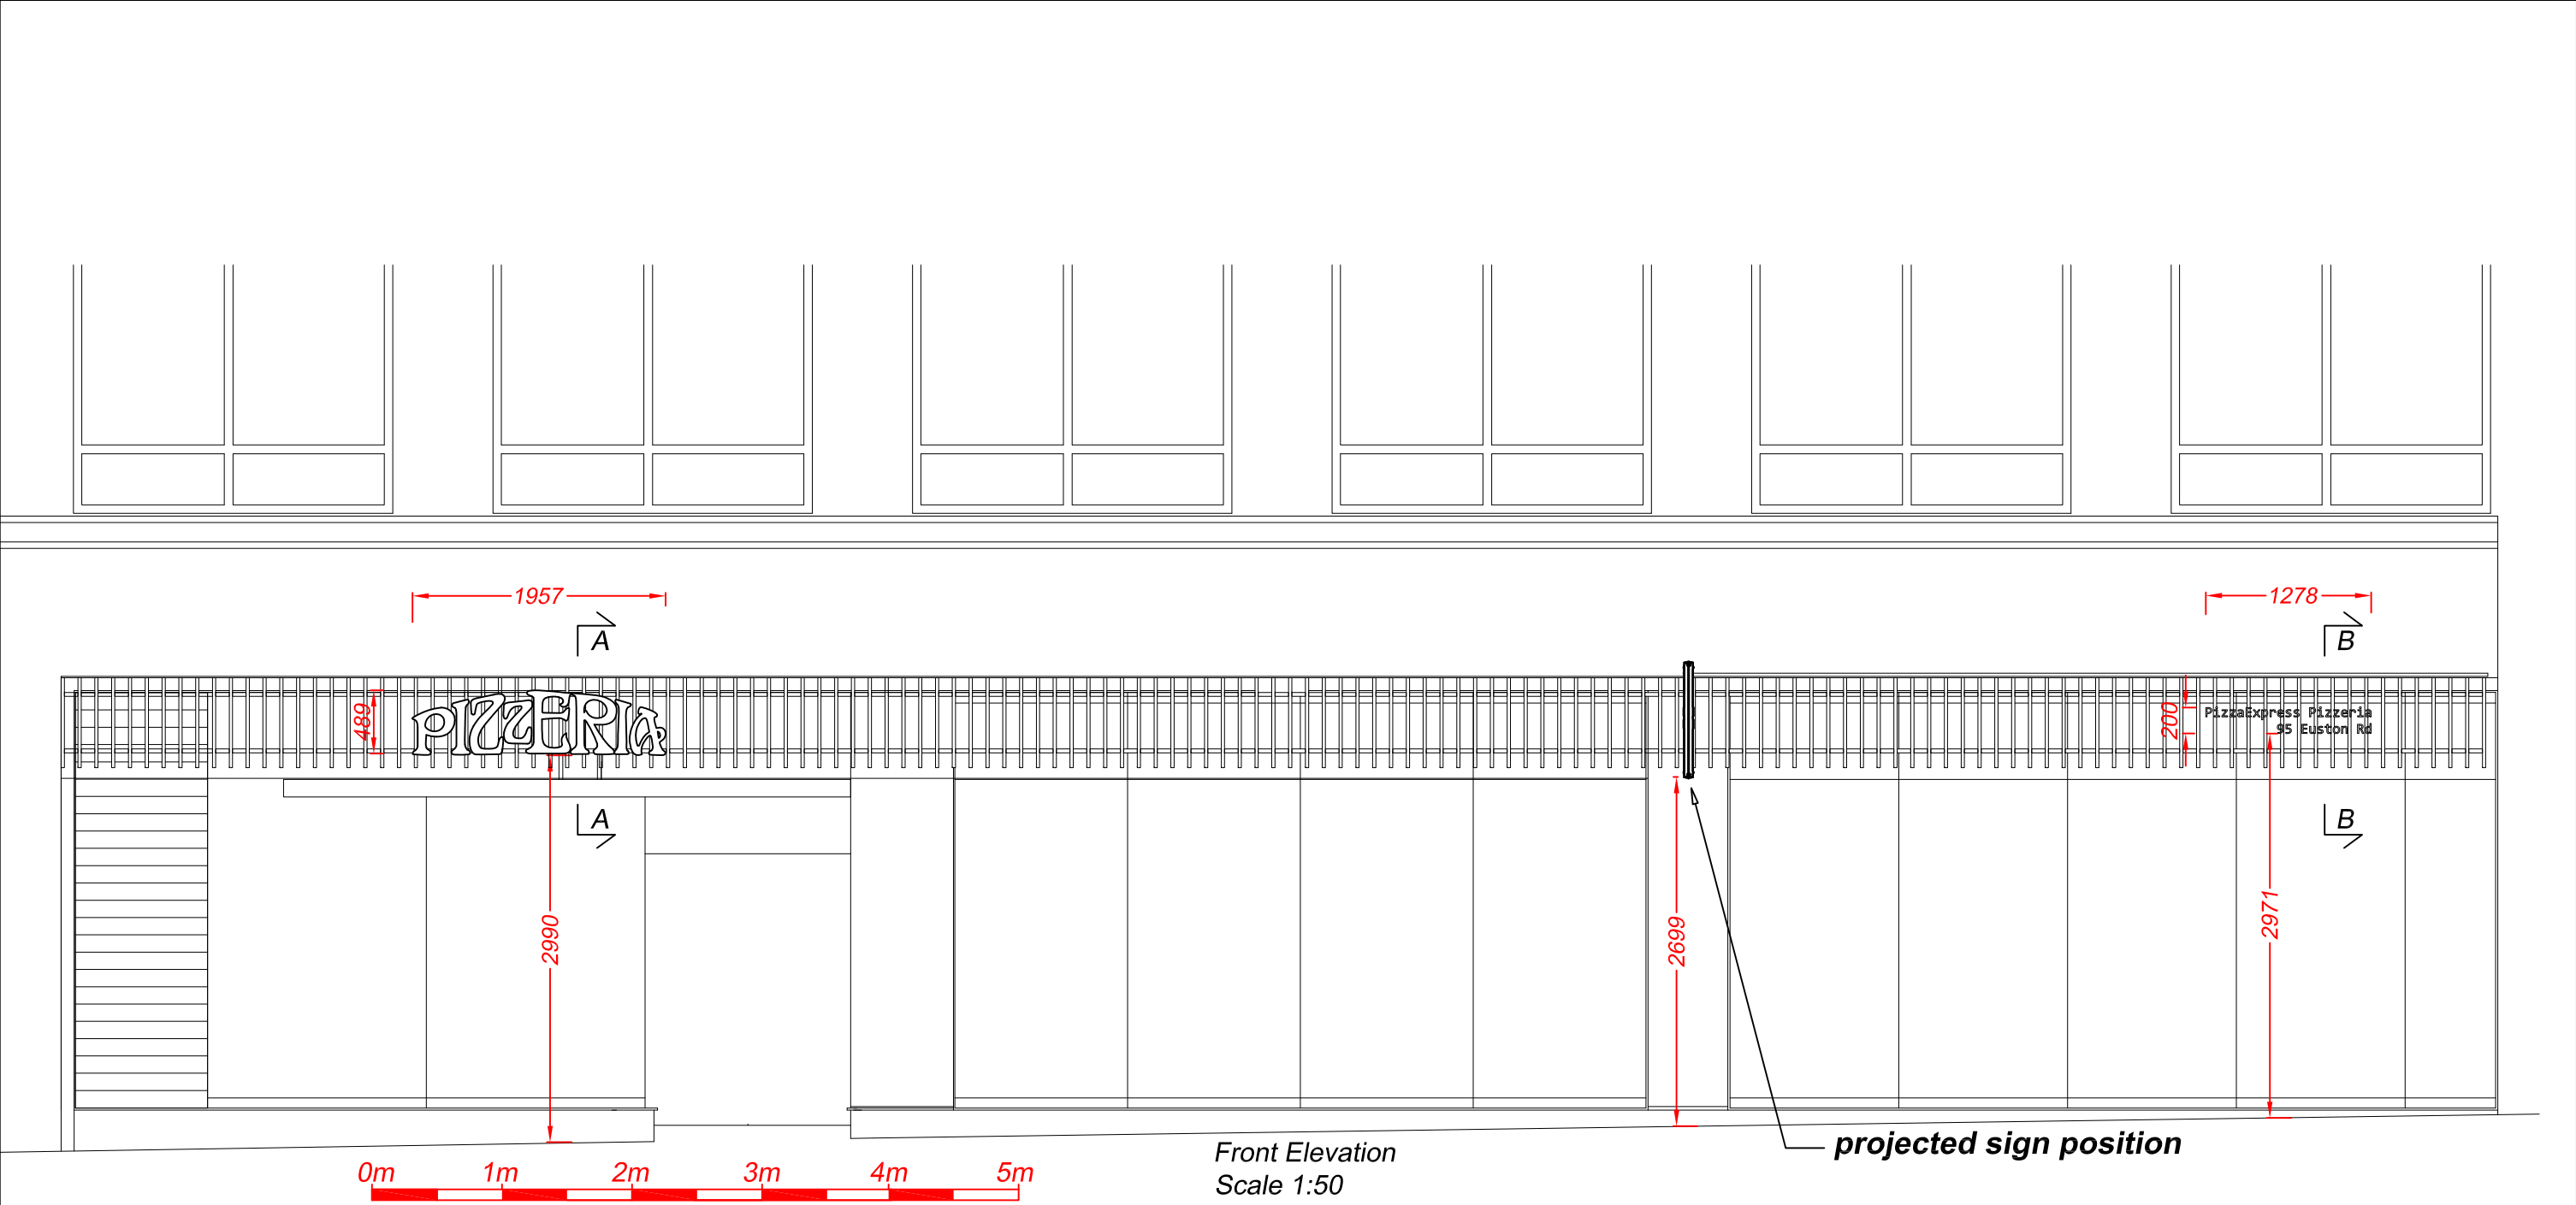 1957
1278
A
B
489
PIZZERIA
200
PizzaExpress Pizzeria
95 Euston Rd
A
B
2990
2699
2971
projected sign position
Front Elevation
Scale 1:50
0m 1m 2m 3m 4m 5m